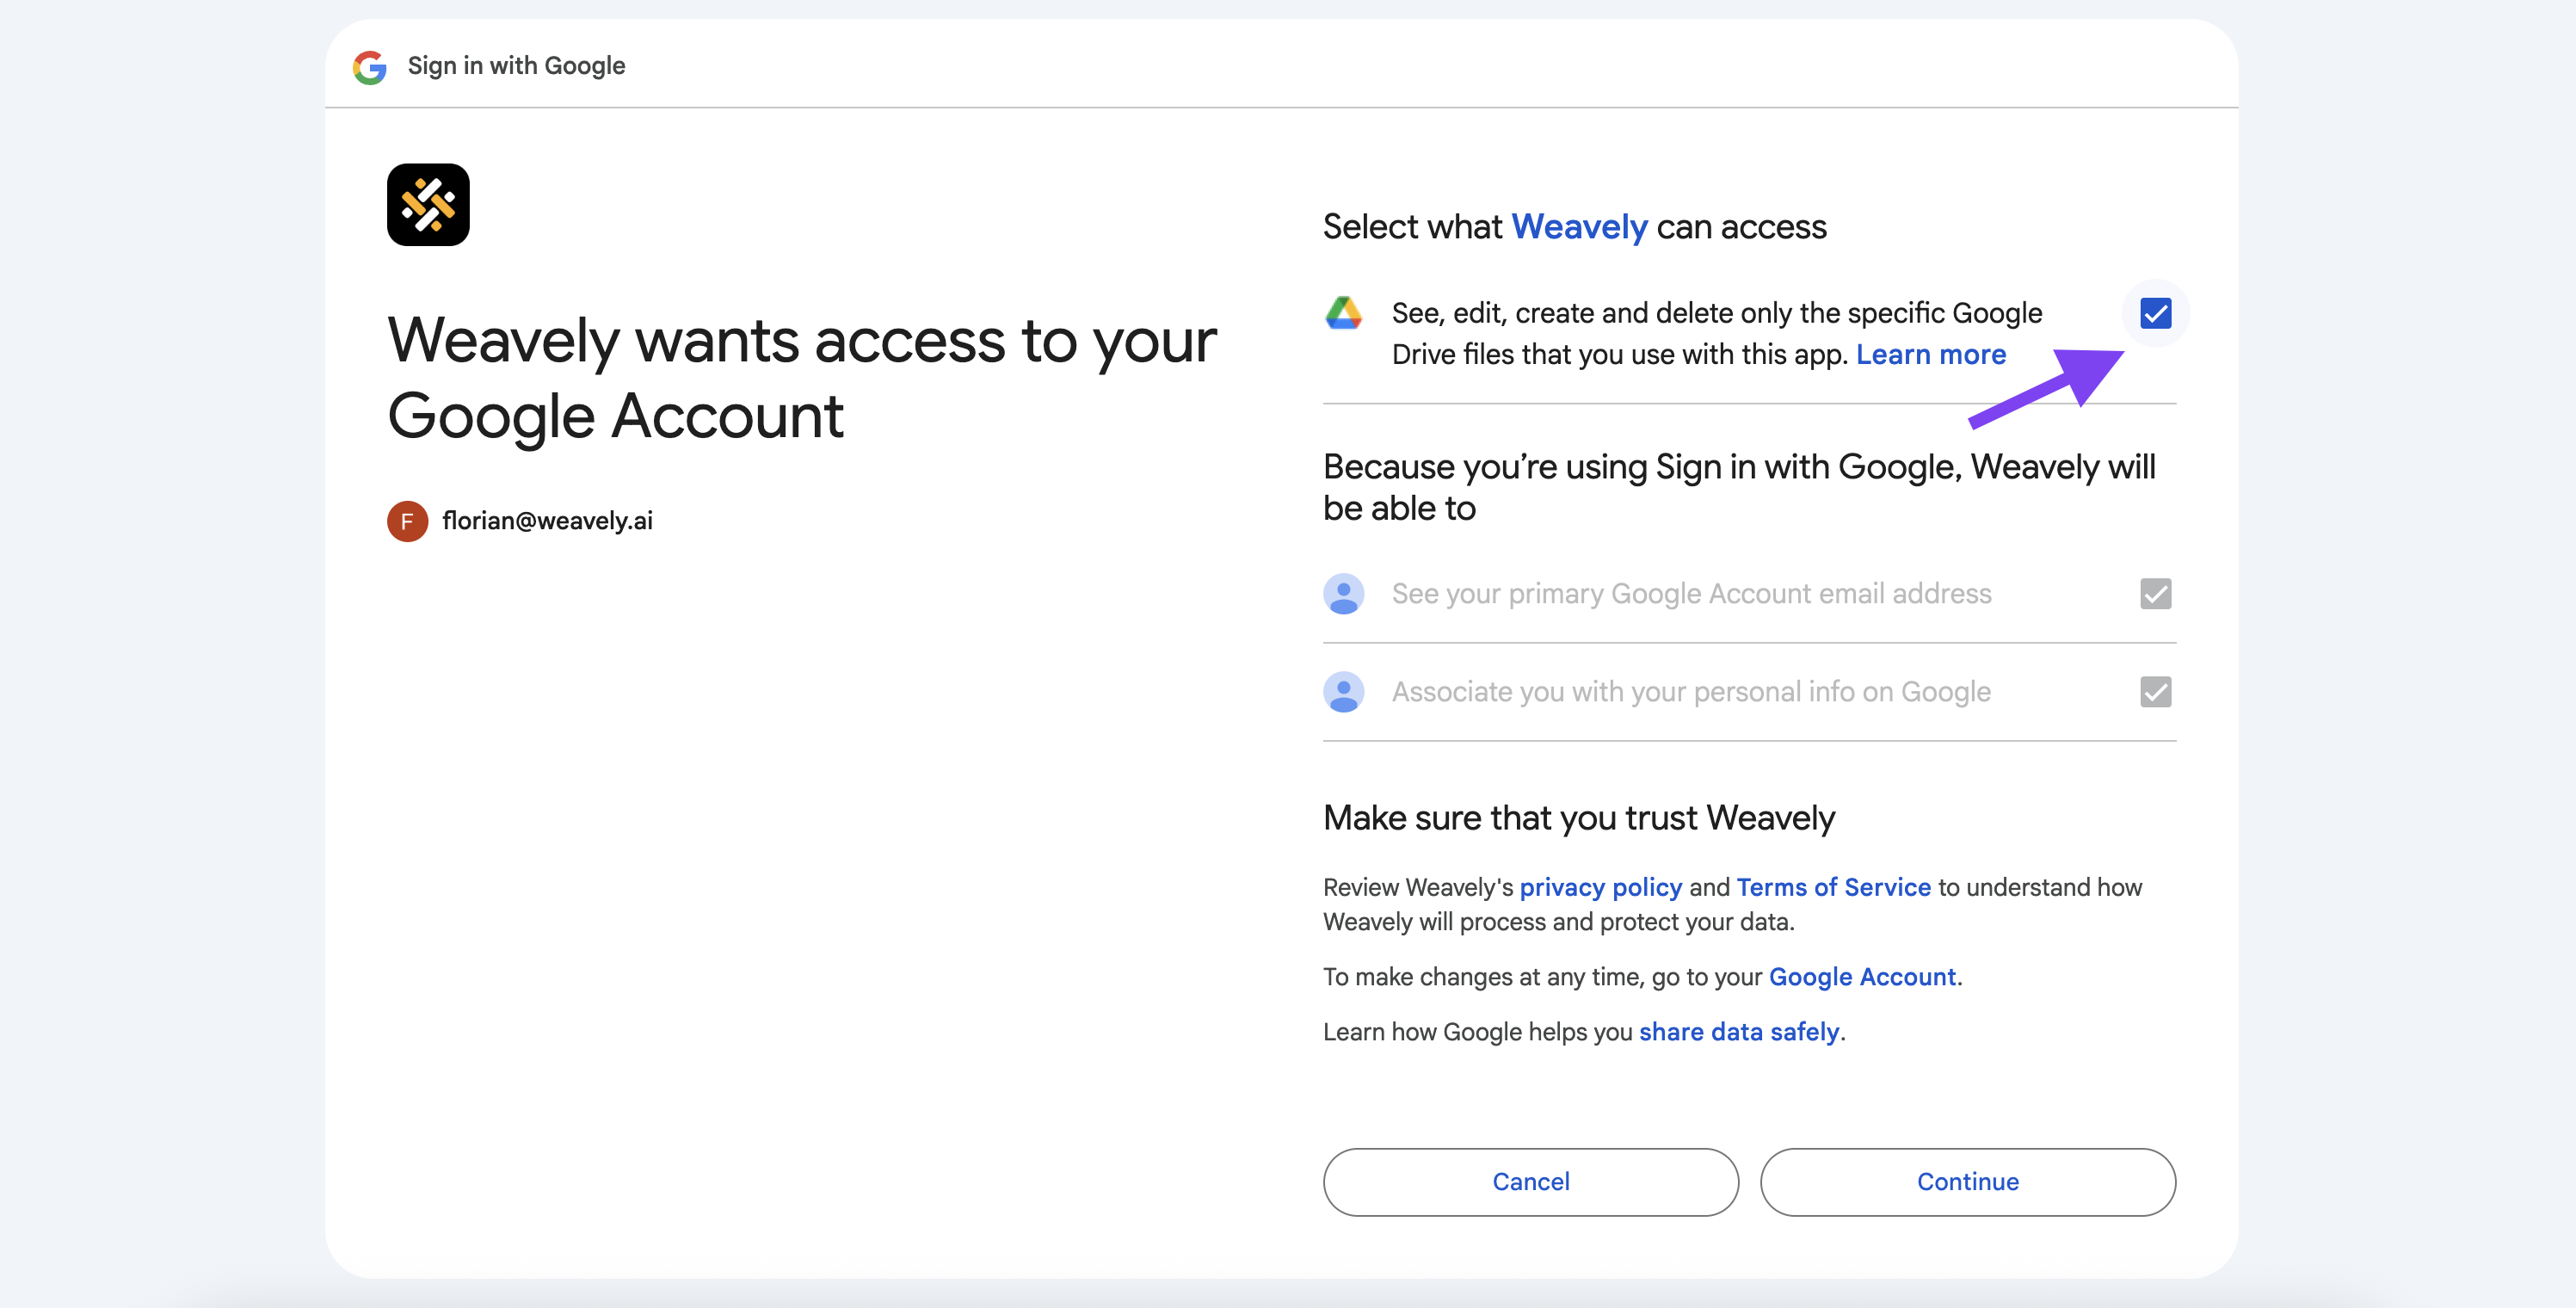 Sign in with Google
Weavely wants access to your
Google Account
F florian@weavely.ai
Select what Weavely can access
See, edit, create and delete only the specific Google
Drive files that you use with this app. Learn more
Because you’re using Sign in with Google, Weavely will
be able to
See your primary Google Account email address
Associate you with your personal info on Google
Make sure that you trust Weavely
Review Weavely's privacy policy and Terms of Service to understand how
Weavely will process and protect your data.
To make changes at any time, go to your Google Account.
Learn how Google helps you share data safely.
Cancel
Continue